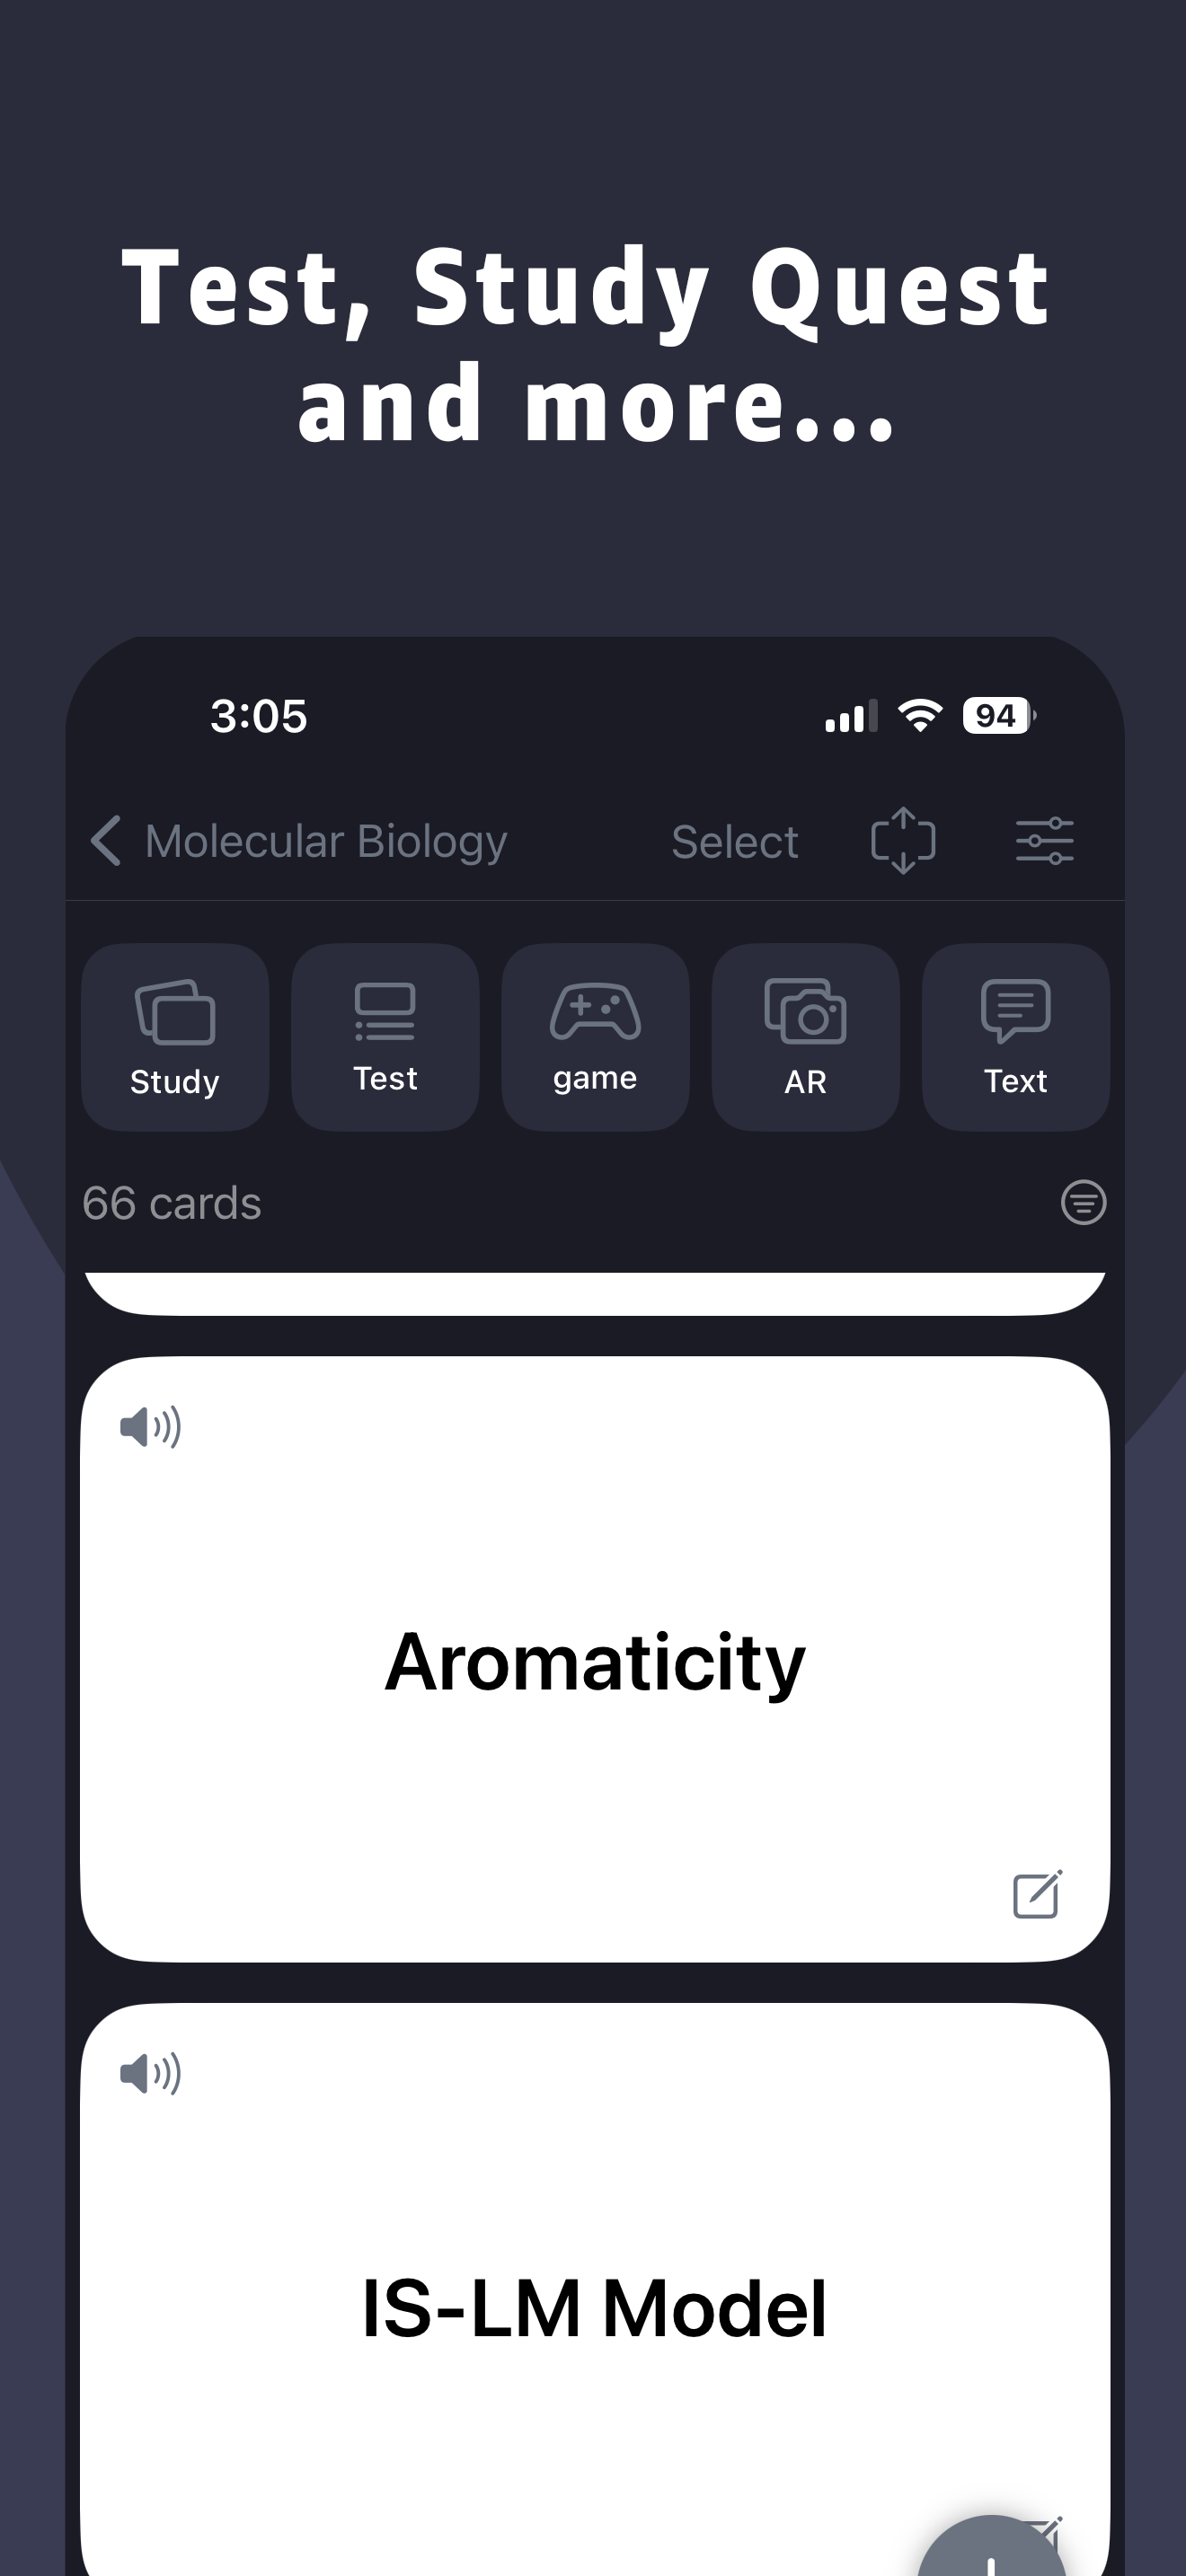 Test, Study Quest
and more...
3:05
94
Molecular Biology
Select
Study
Test
game
AR
Text
66 cards
Aromaticity
IS-LM Model